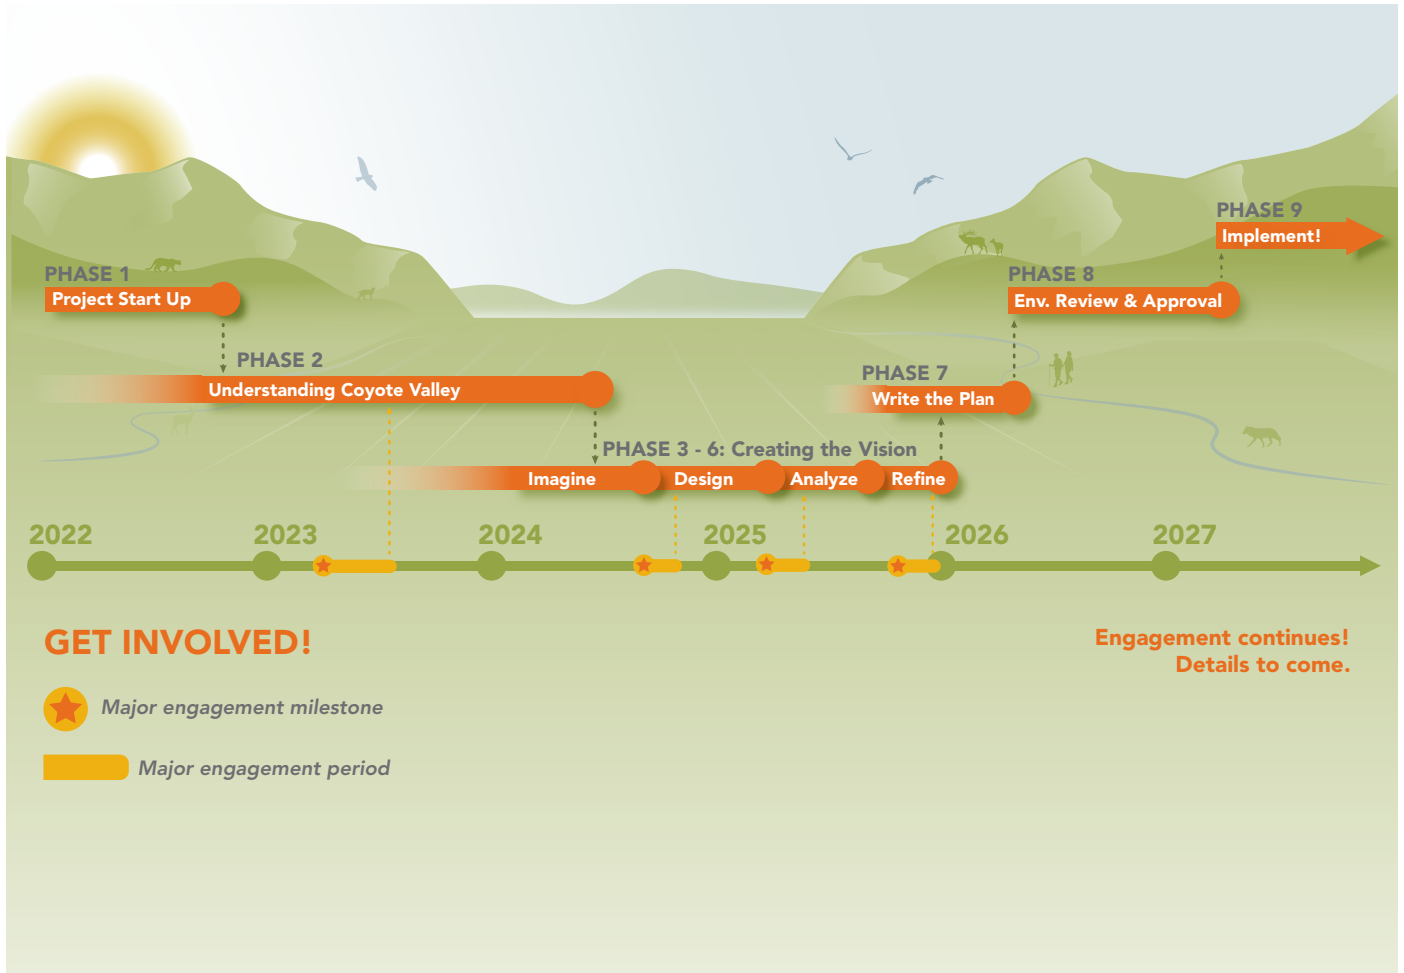 PHASE 1
Project Start Up
PHASE 2
Understanding Coyote Valley
PHASE 3 - 6: Creating the Vision
Imagine
Design
Analyze
Refine
PHASE 7
Write the Plan
PHASE 8
Env. Review & Approval
PHASE 9
Implement!
2022
2023
2024
2025
2026
2027
GET INVOLVED!
Major engagement milestone
Major engagement period
Engagement continues!
Details to come.